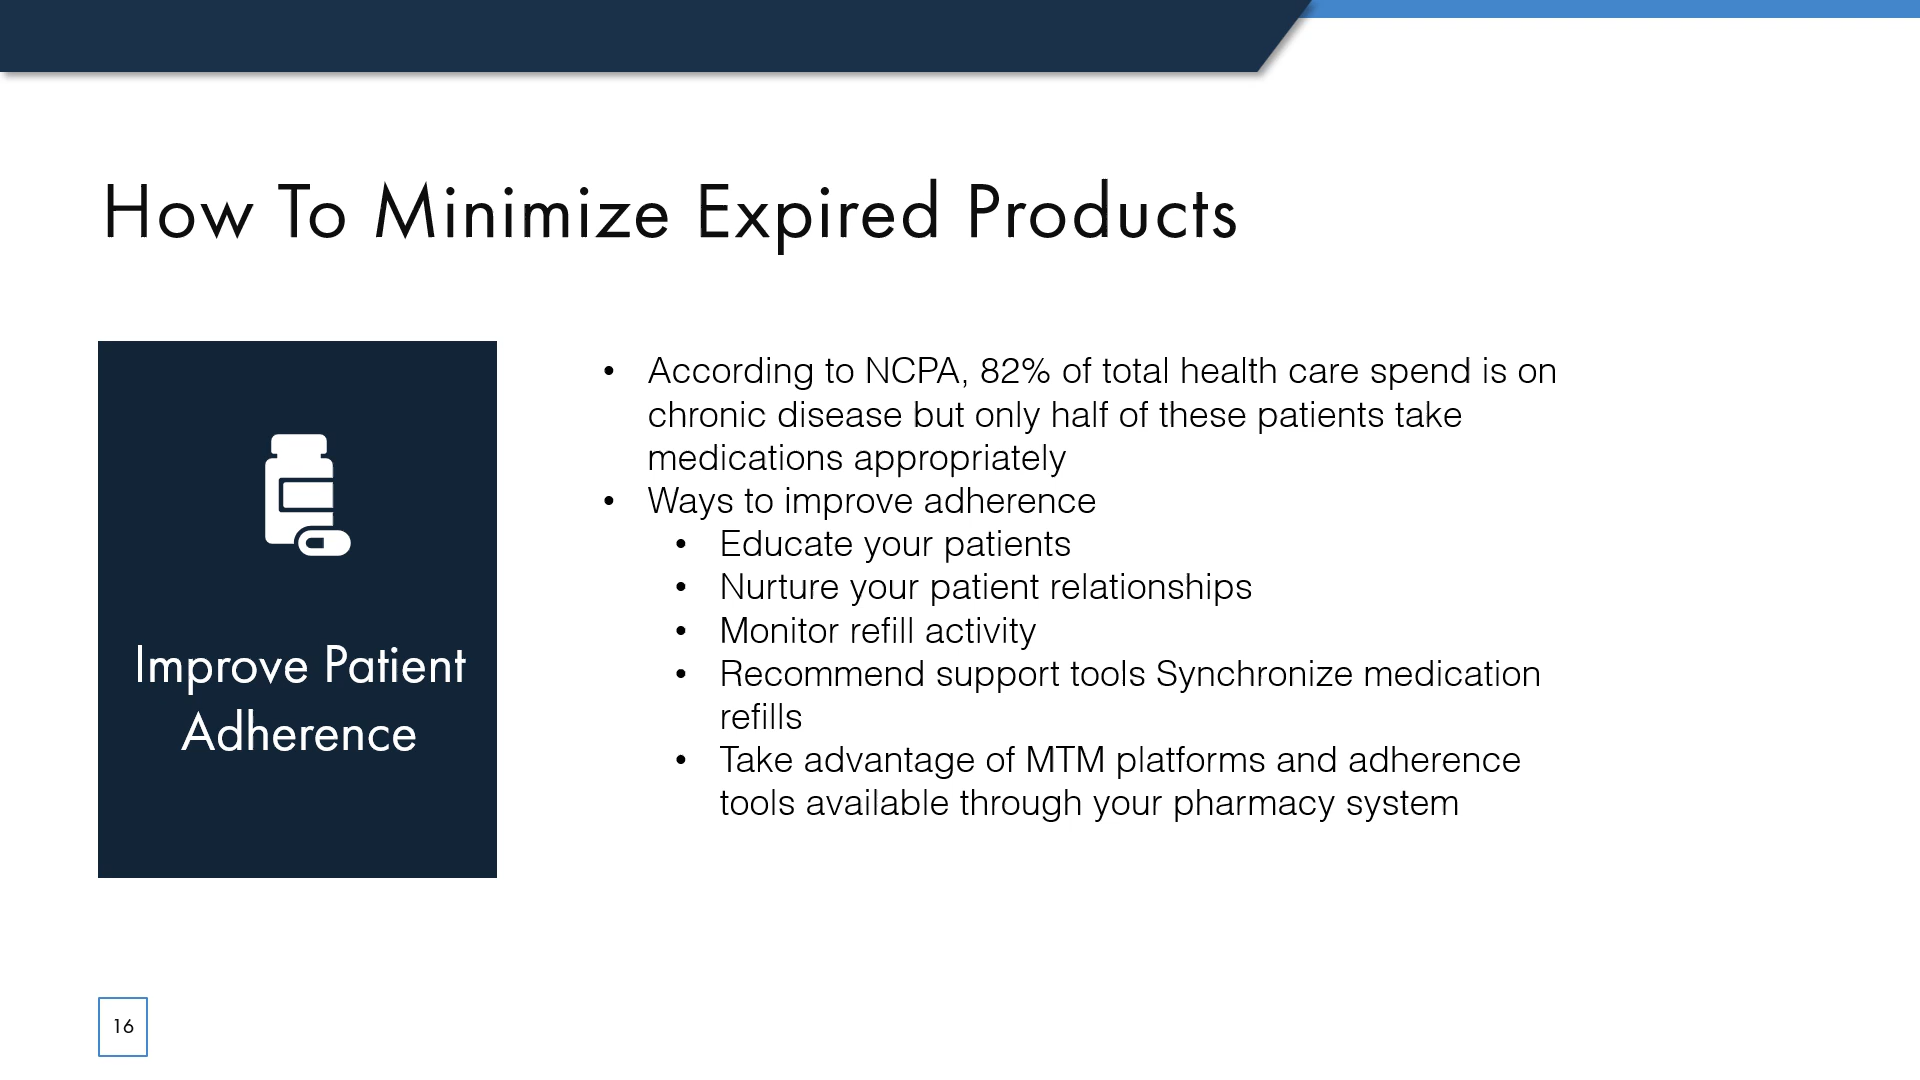 How To Minimize Expired Products
Improve Patient
Adherence
• According to NCPA, 82% of total health care spend is on
chronic disease but only half of these patients take
medications appropriately
• Ways to improve adherence
• Educate your patients
• Nurture your patient relationships
• Monitor refill activity
• Recommend support tools Synchronize medication
refills
• Take advantage of MTM platforms and adherence
tools available through your pharmacy system
16